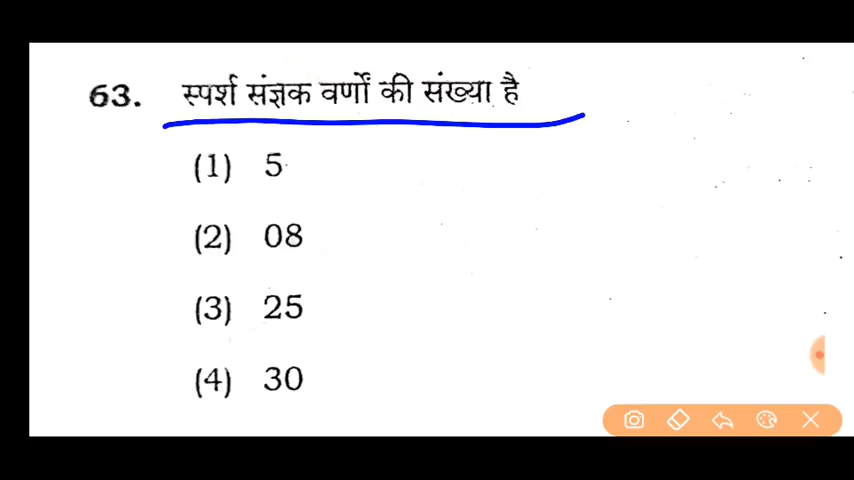 63. स्पर्श संज्ञक वर्णों की संख्या है
(1) 5
(2) 08
(3) 25
(4) 30